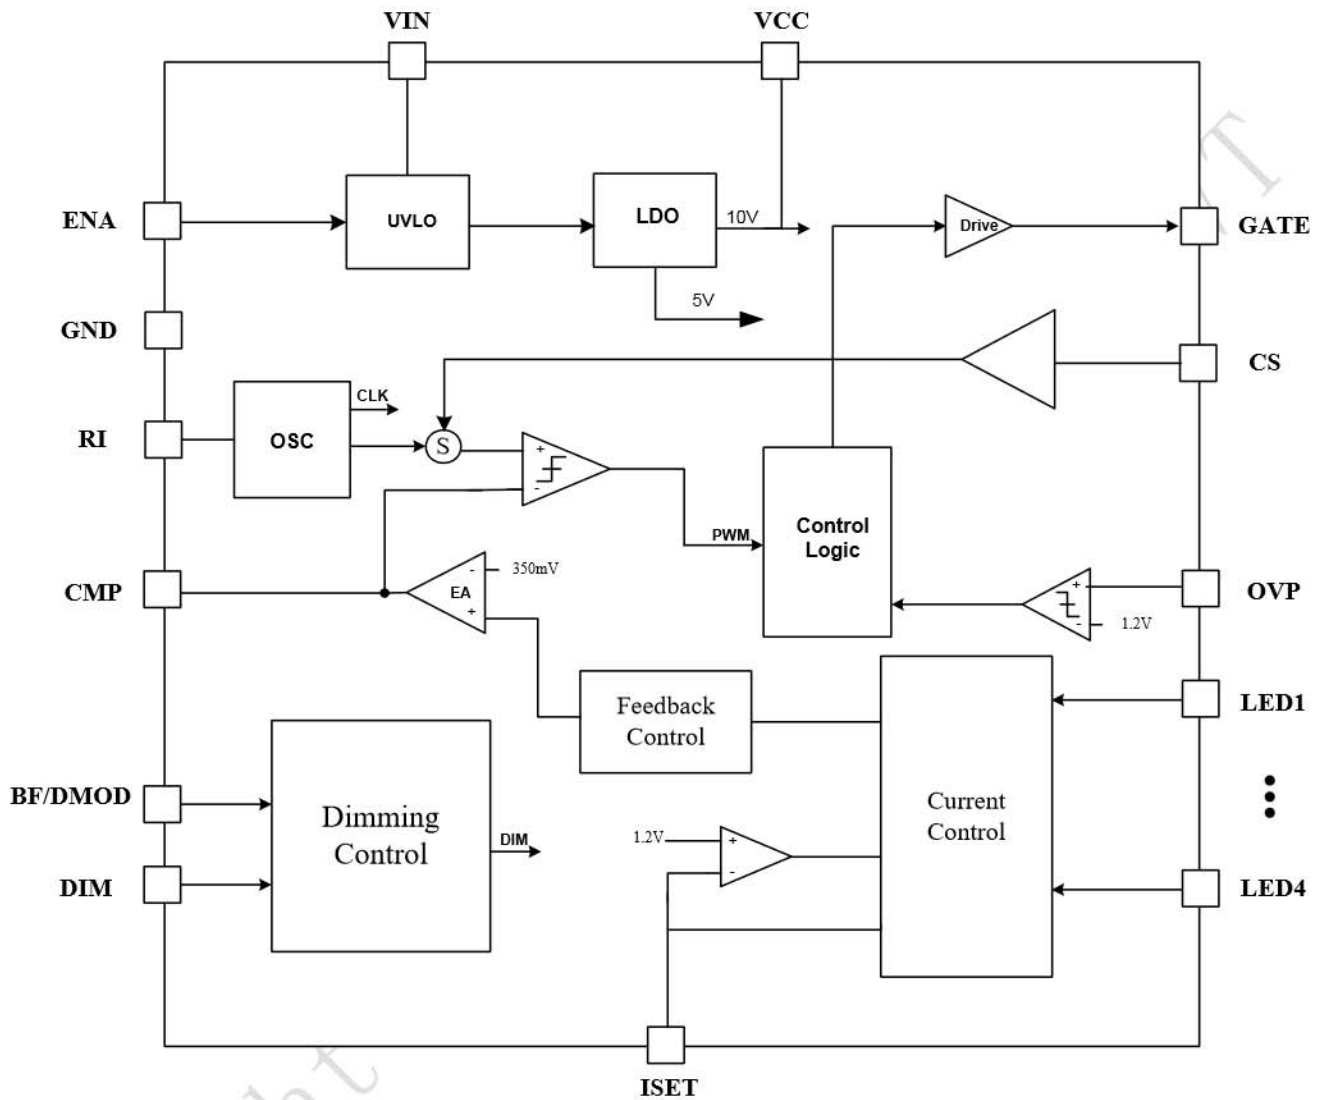 VIN
VCC
ENA
UVLO
LDO
10V
5V
Drive
GATE
GND
CS
RI
OSC
CLK
S
+
-
PWM
Control
Logic
CMP
EA
-
+
350mV
+
-
1.2V
OVP
LED1
Feedback
Control
BF/DMOD
Dimming
Control
DIM
DIM
1.2V
+
-
Current
Control
LED4
ISET